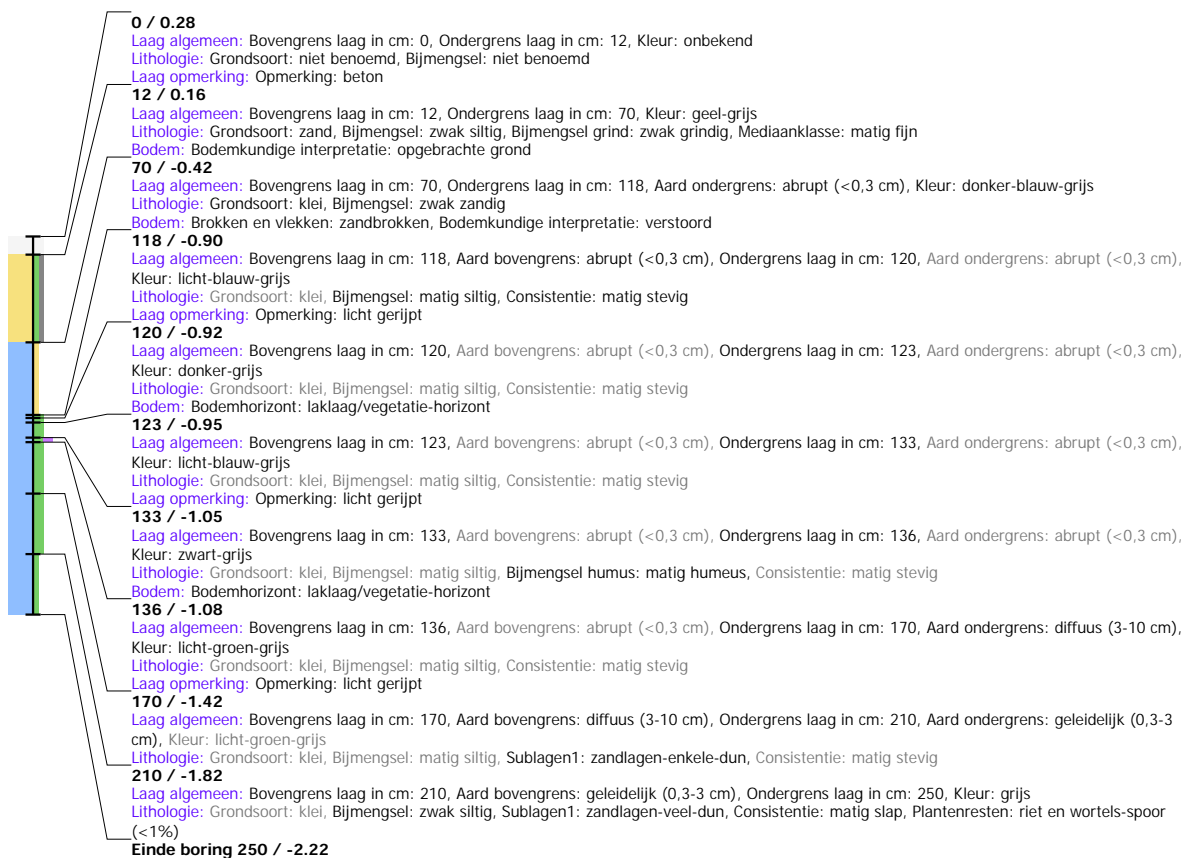 0 / 0.28
Laag algemeen: Bovengrens laag in cm: 0, Ondergrens laag in cm: 12, Kleur: onbekend
Lithologie: Grondsoort: niet benoemd, Bijmengsel: niet benoemd
Laag opmerking: Opmerking: beton
12 / 0.16
Laag algemeen: Bovengrens laag in cm: 12, Ondergrens laag in cm: 70, Kleur: geel-grijs
Lithologie: Grondsoort: zand, Bijmengsel: zwak siltig, Bijmengsel grind: zwak grindig, Mediaanklasse: matig fijn
Bodem: Bodemkundige interpretatie: opgebrachte grond
70 / -0.42
Laag algemeen: Bovengrens laag in cm: 70, Ondergrens laag in cm: 118, Aard ondergrens: abrupt (<0,3 cm), Kleur: donker-blauw-grijs
Lithologie: Grondsoort: klei, Bijmengsel: zwak zandig
Bodem: Brokken en vlekken: zandbrokken, Bodemkundige interpretatie: verstoord
118 / -0.90
Laag algemeen: Bovengrens laag in cm: 118, Aard bovengrens: abrupt (<0,3 cm), Ondergrens laag in cm: 120, Aard ondergrens: abrupt (<0,3 cm),
Kleur: licht-blauw-grijs
Lithologie: Grondsoort: klei, Bijmengsel: matig siltig, Consistentie: matig stevig
Laag opmerking: Opmerking: licht gerijpt
120 / -0.92
Laag algemeen: Bovengrens laag in cm: 120, Aard bovengrens: abrupt (<0,3 cm), Ondergrens laag in cm: 123, Aard ondergrens: abrupt (<0,3 cm),
Kleur: donker-grijs
Lithologie: Grondsoort: klei, Bijmengsel: matig siltig, Consistentie: matig stevig
Bodem: Bodemhorizont: laklaag/vegetatie-horizont
123 / -0.95
Laag algemeen: Bovengrens laag in cm: 123, Aard bovengrens: abrupt (<0,3 cm), Ondergrens laag in cm: 133, Aard ondergrens: abrupt (<0,3 cm),
Kleur: licht-blauw-grijs
Lithologie: Grondsoort: klei, Bijmengsel: matig siltig, Consistentie: matig stevig
Laag opmerking: Opmerking: licht gerijpt
133 / -1.05
Laag algemeen: Bovengrens laag in cm: 133, Aard bovengrens: abrupt (<0,3 cm), Ondergrens laag in cm: 136, Aard ondergrens: abrupt (<0,3 cm),
Kleur: zwart-grijs
Lithologie: Grondsoort: klei, Bijmengsel: matig siltig, Bijmengsel humus: matig humeus, Consistentie: matig stevig
Bodem: Bodemhorizont: laklaag/vegetatie-horizont
136 / -1.08
Laag algemeen: Bovengrens laag in cm: 136, Aard bovengrens: abrupt (<0,3 cm), Ondergrens laag in cm: 170, Aard ondergrens: diffuus (3-10 cm),
Kleur: licht-groen-grijs
Lithologie: Grondsoort: klei, Bijmengsel: matig siltig, Consistentie: matig stevig
Laag opmerking: Opmerking: licht gerijpt
170 / -1.42
Laag algemeen: Bovengrens laag in cm: 170, Aard bovengrens: diffuus (3-10 cm), Ondergrens laag in cm: 210, Aard ondergrens: geleidelijk (0,3-3
cm), Kleur: licht-groen-grijs
Lithologie: Grondsoort: klei, Bijmengsel: matig siltig, Sublagen1: zandlagen-enkele-dun, Consistentie: matig stevig
210 / -1.82
Laag algemeen: Bovengrens laag in cm: 210, Aard bovengrens: geleidelijk (0,3-3 cm), Ondergrens laag in cm: 250, Kleur: grijs
Lithologie: Grondsoort: klei, Bijmengsel: zwak siltig, Sublagen1: zandlagen-veel-dun, Consistentie: matig slap, Plantenresten: riet en wortels-spoor
(<1%)
Einde boring 250 / -2.22